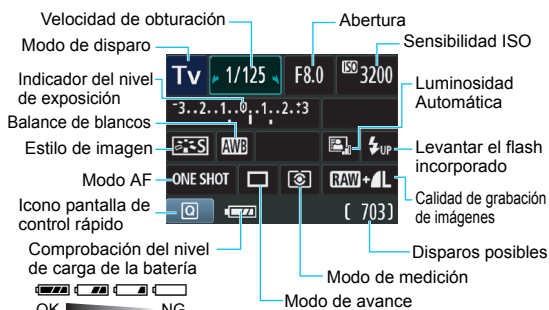 Velocidad de obturación
Abertura
Modo de disparo
Sensibilidad ISO
Tv 1/125 F8.0 ISO 3200
Indicador del nivel
de exposición
Luminosidad
Automática
-3..2..1..0..1..2.:3
Balance de blancos
Estilo de imagen
S AWB UP
Levantar el flash
incorporado
Modo AF
ONE SHOT RAW+L
Calidad de grabación
de imágenes
Icono pantalla de
control rápido
Q [ 703]
Disparos posibles
Comprobación del nivel
de carga de la batería
Modo de medición
Modo de avance
OK NG